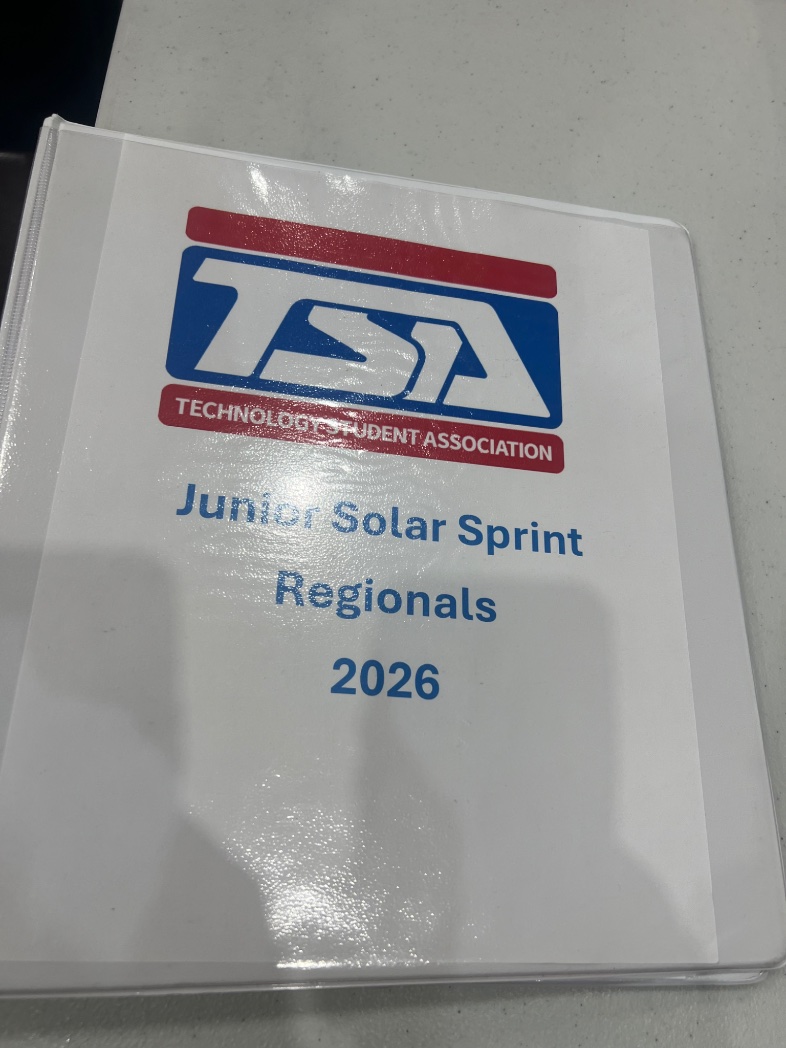 TSA
TECHNOLOGY STUDENT ASSOCIATION
Junior Solar Sprint
Regionals
2026